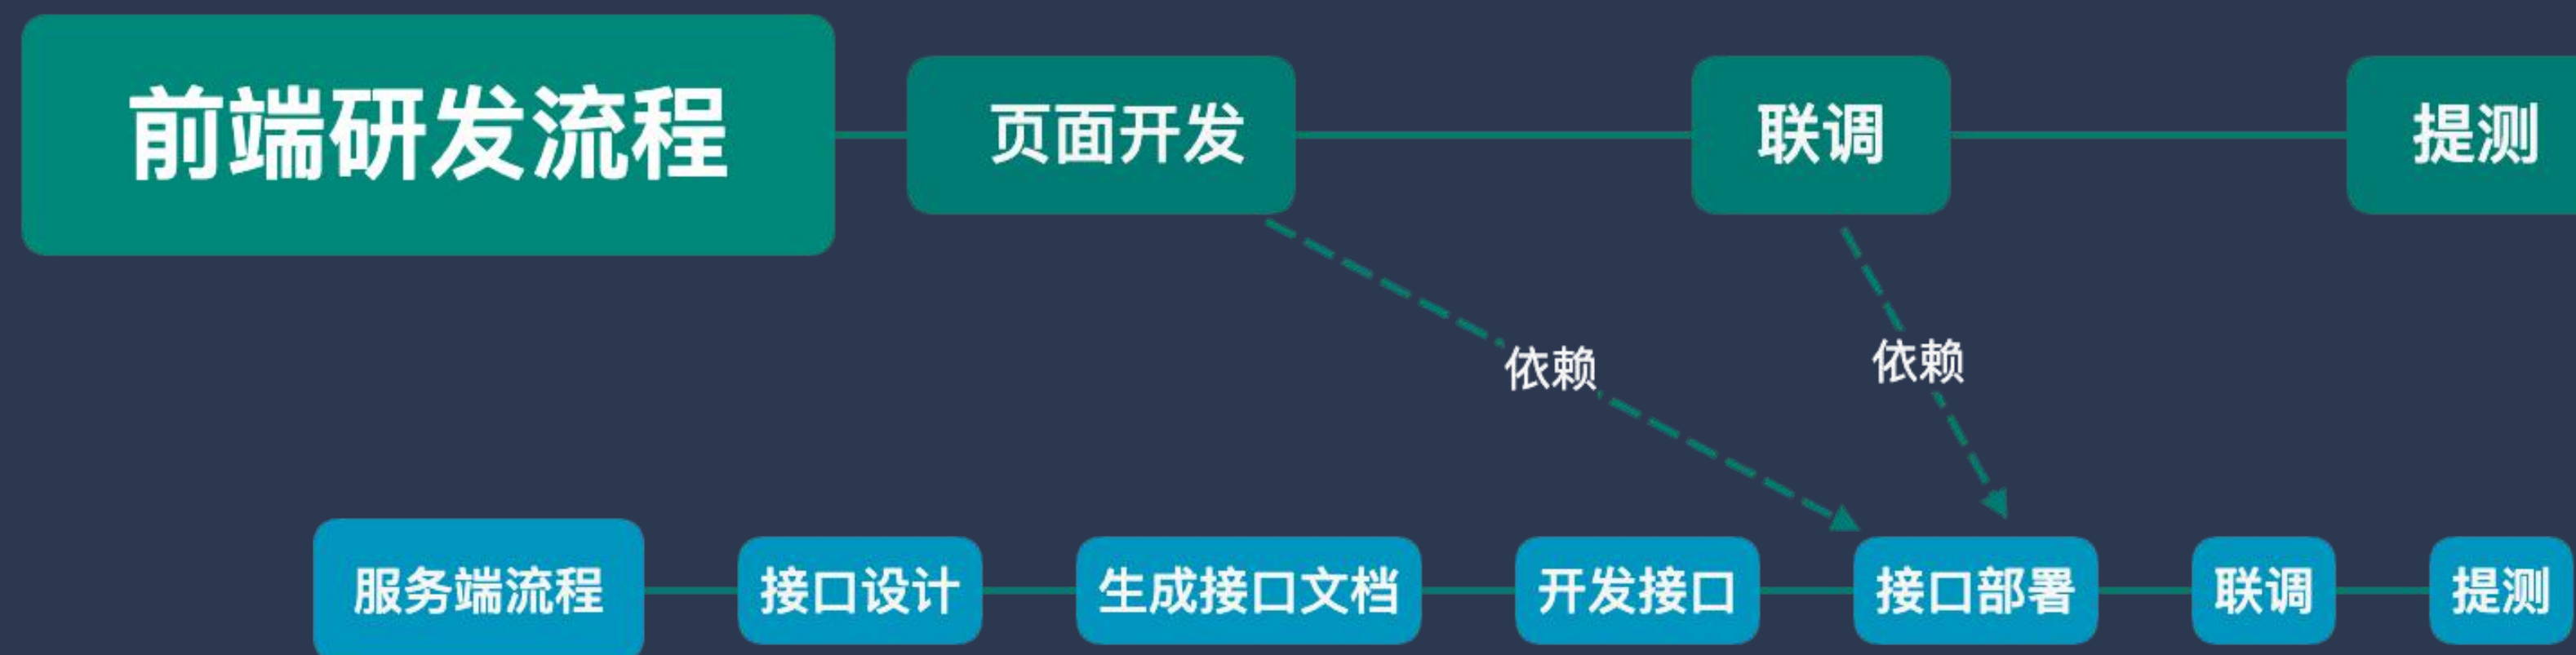 前端研发流程
页面开发
联调
提测
依赖
依赖
服务端流程
接口设计
生成接口文档
开发接口
接口部署
联调
提测